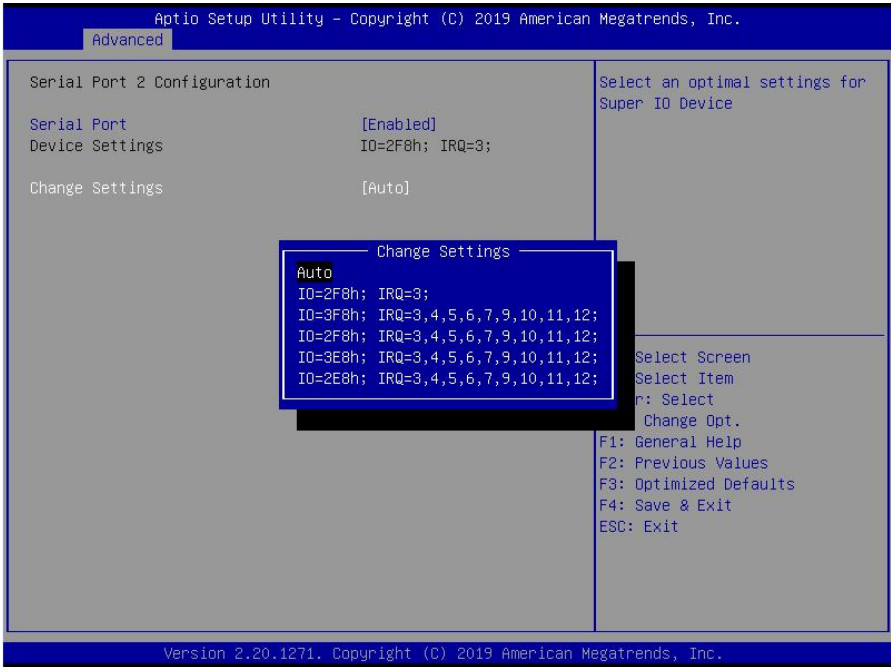 Aptio Setup Utility – Copyright (C) 2019 American Megatrends, Inc.
Advanced
Serial Port 2 Configuration
Serial Port [Enabled]
Device Settings IO=2F8h; IRQ=3;
Change Settings [Auto]
Select an optimal settings for
Super IO Device
Change Settings
Auto
IO=2F8h; IRQ=3;
IO=3F8h; IRQ=3,4,5,6,7,9,10,11,12;
IO=2F8h; IRQ=3,4,5,6,7,9,10,11,12;
IO=3E8h; IRQ=3,4,5,6,7,9,10,11,12;
IO=2E8h; IRQ=3,4,5,6,7,9,10,11,12;
Select Screen
Select Item
r: Select
Change Opt.
F1: General Help
F2: Previous Values
F3: Optimized Defaults
F4: Save & Exit
ESC: Exit
Version 2.20.1271. Copyright (C) 2019 American Megatrends, Inc.